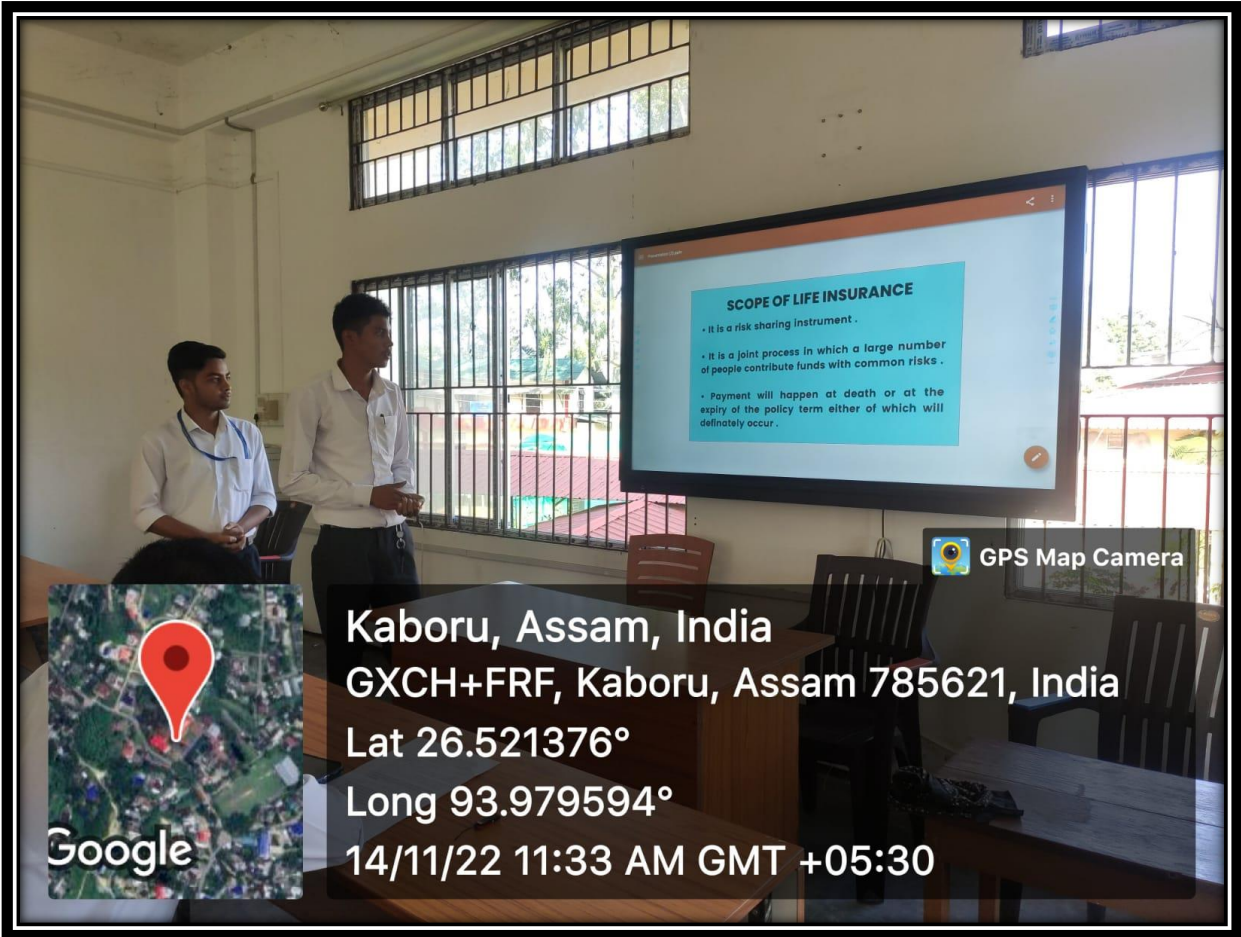 SCOPE OF LIFE INSURANCE
• It is a risk sharing instrument .
• It is a joint process in which a large number
of people contribute funds with common risks .
• Payment will happen at death or at the
expiry of the policy term either of which will
definately occur .
GPS Map Camera
Kaboru, Assam, India
GXCH+FRF, Kaboru, Assam 785621, India
Lat 26.521376°
Long 93.979594°
14/11/22 11:33 AM GMT +05:30
Google